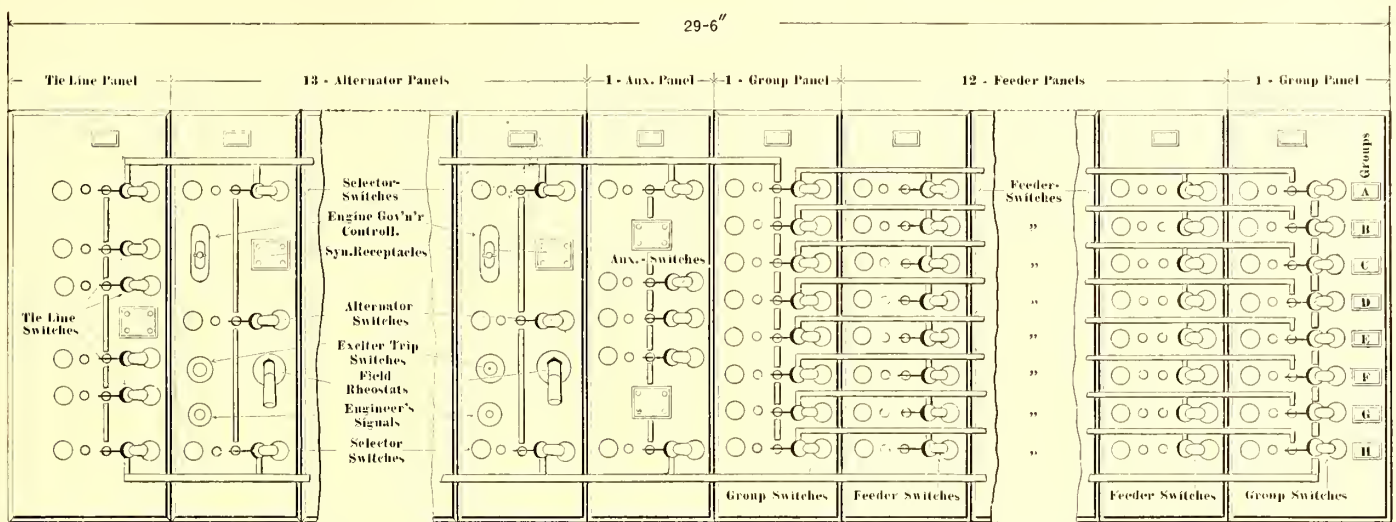 29-6"
Tie Line Panel
13 - Alternator Panels
1 - Aux. Panel
1 - Group Panel
12 - Feeder Panels
1 - Group Panel
Groups
Selector-
Switches
Engine Gov'n'r
Controll.
Syn.Receptacles
Aux.- Switches
Tie Line
Switches
Alternator
Switches
Exciter Trip
Switches
Field
Rheostats
Engineer's
Signals
Selector
Switches
Feeder-
Switches
"
"
"
"
"
"
"
A
B
C
D
E
F
G
H
Group Switches
Feeder Switches
Feeder Switches
Group Switches